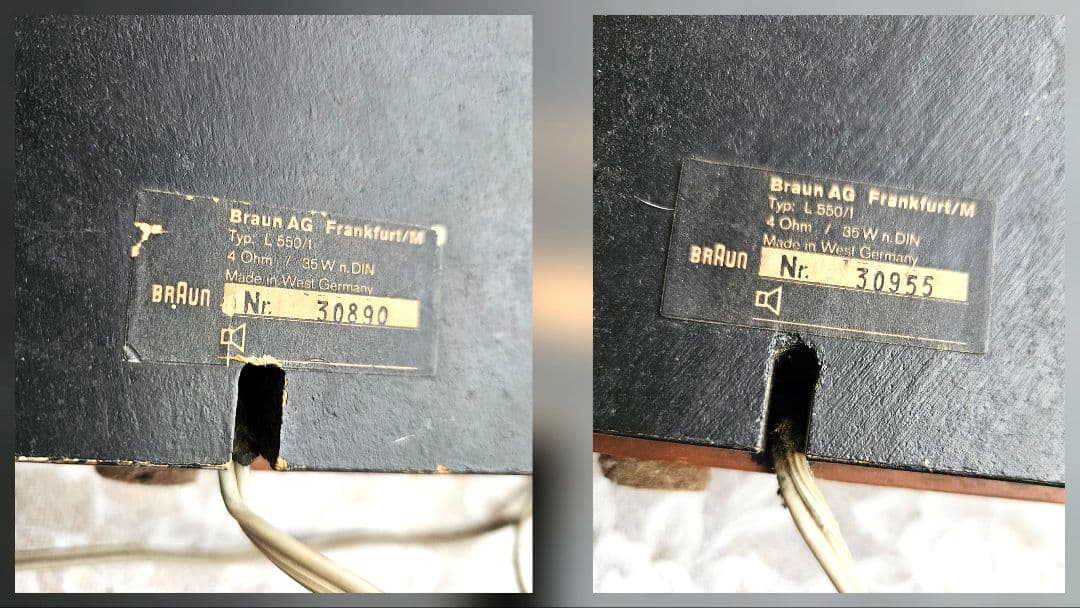 Braun AG Frankfurt/M
Typ: L 550/1
4 Ohm / 35 W n. DIN
Made in West Germany
BRAUN
Nr. 30890
Braun AG Frankfurt/M
Typ: L 550/1
4 Ohm / 35 W n. DIN
Made in West Germany
BRAUN
Nr. 30955